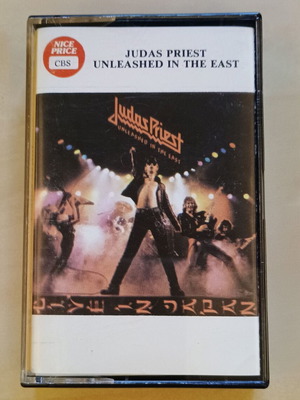 NICE
PRICE
CBS
JUDAS PRIEST
UNLEASHED IN THE EAST
Judas Priest
UNLEASHED IN THE EAST
LIVE IN JAPAN